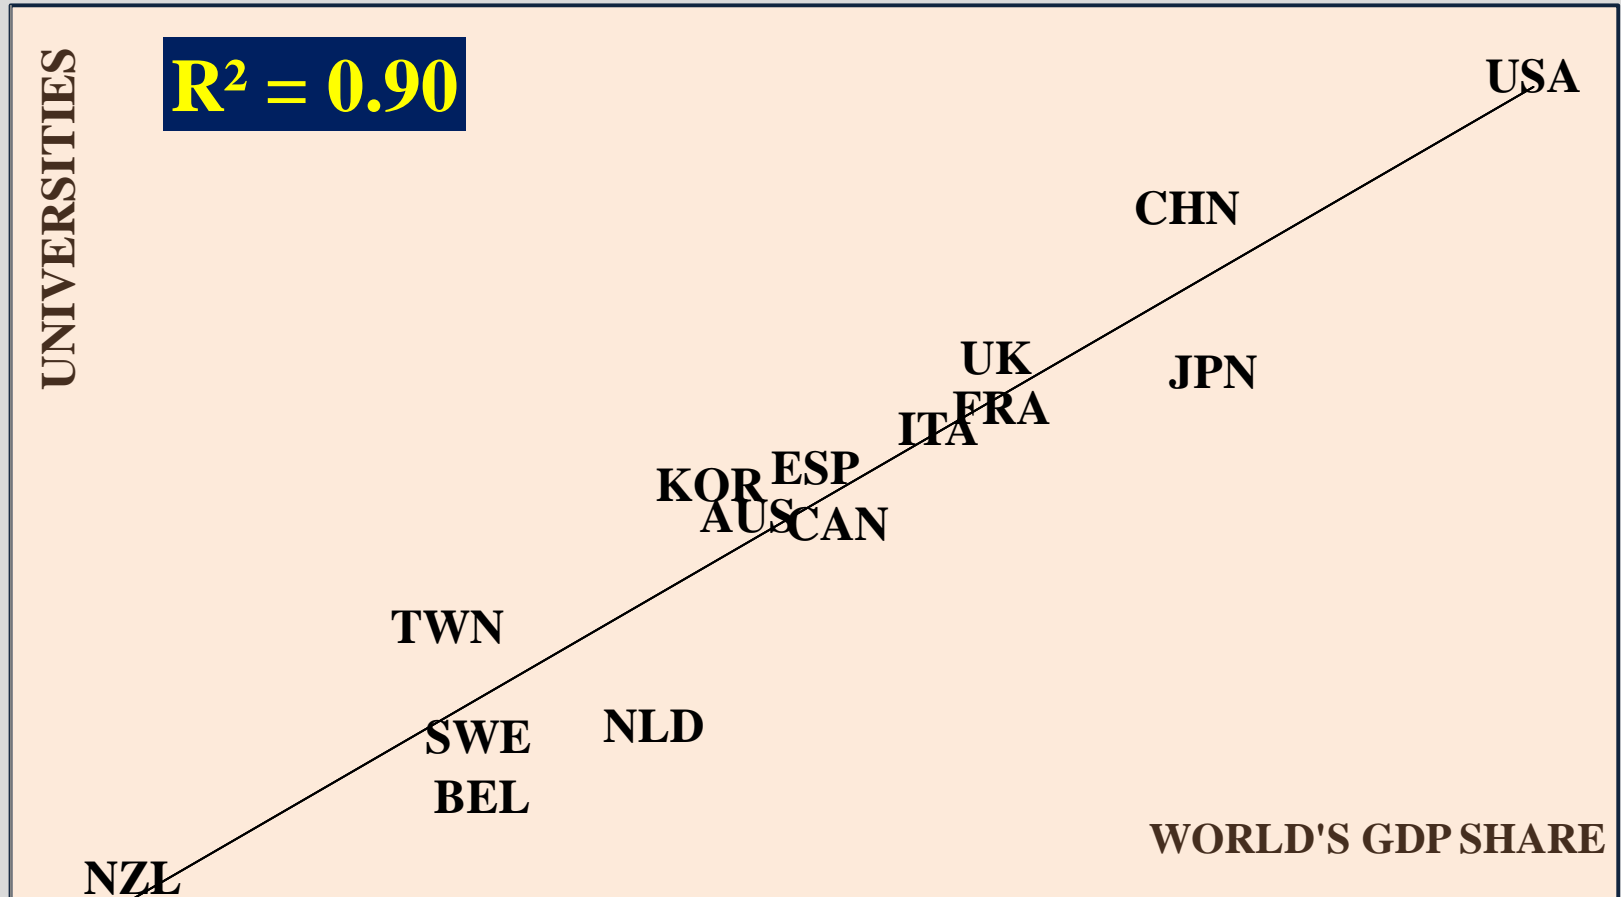 UNIVERSITIES
R² = 0.90
USA
CHN
UK
JPN
FRA
ITA
ESP
KOR
AUS
CAN
TWN
NLD
SWE
BEL
WORLD'S GDP SHARE
NZL